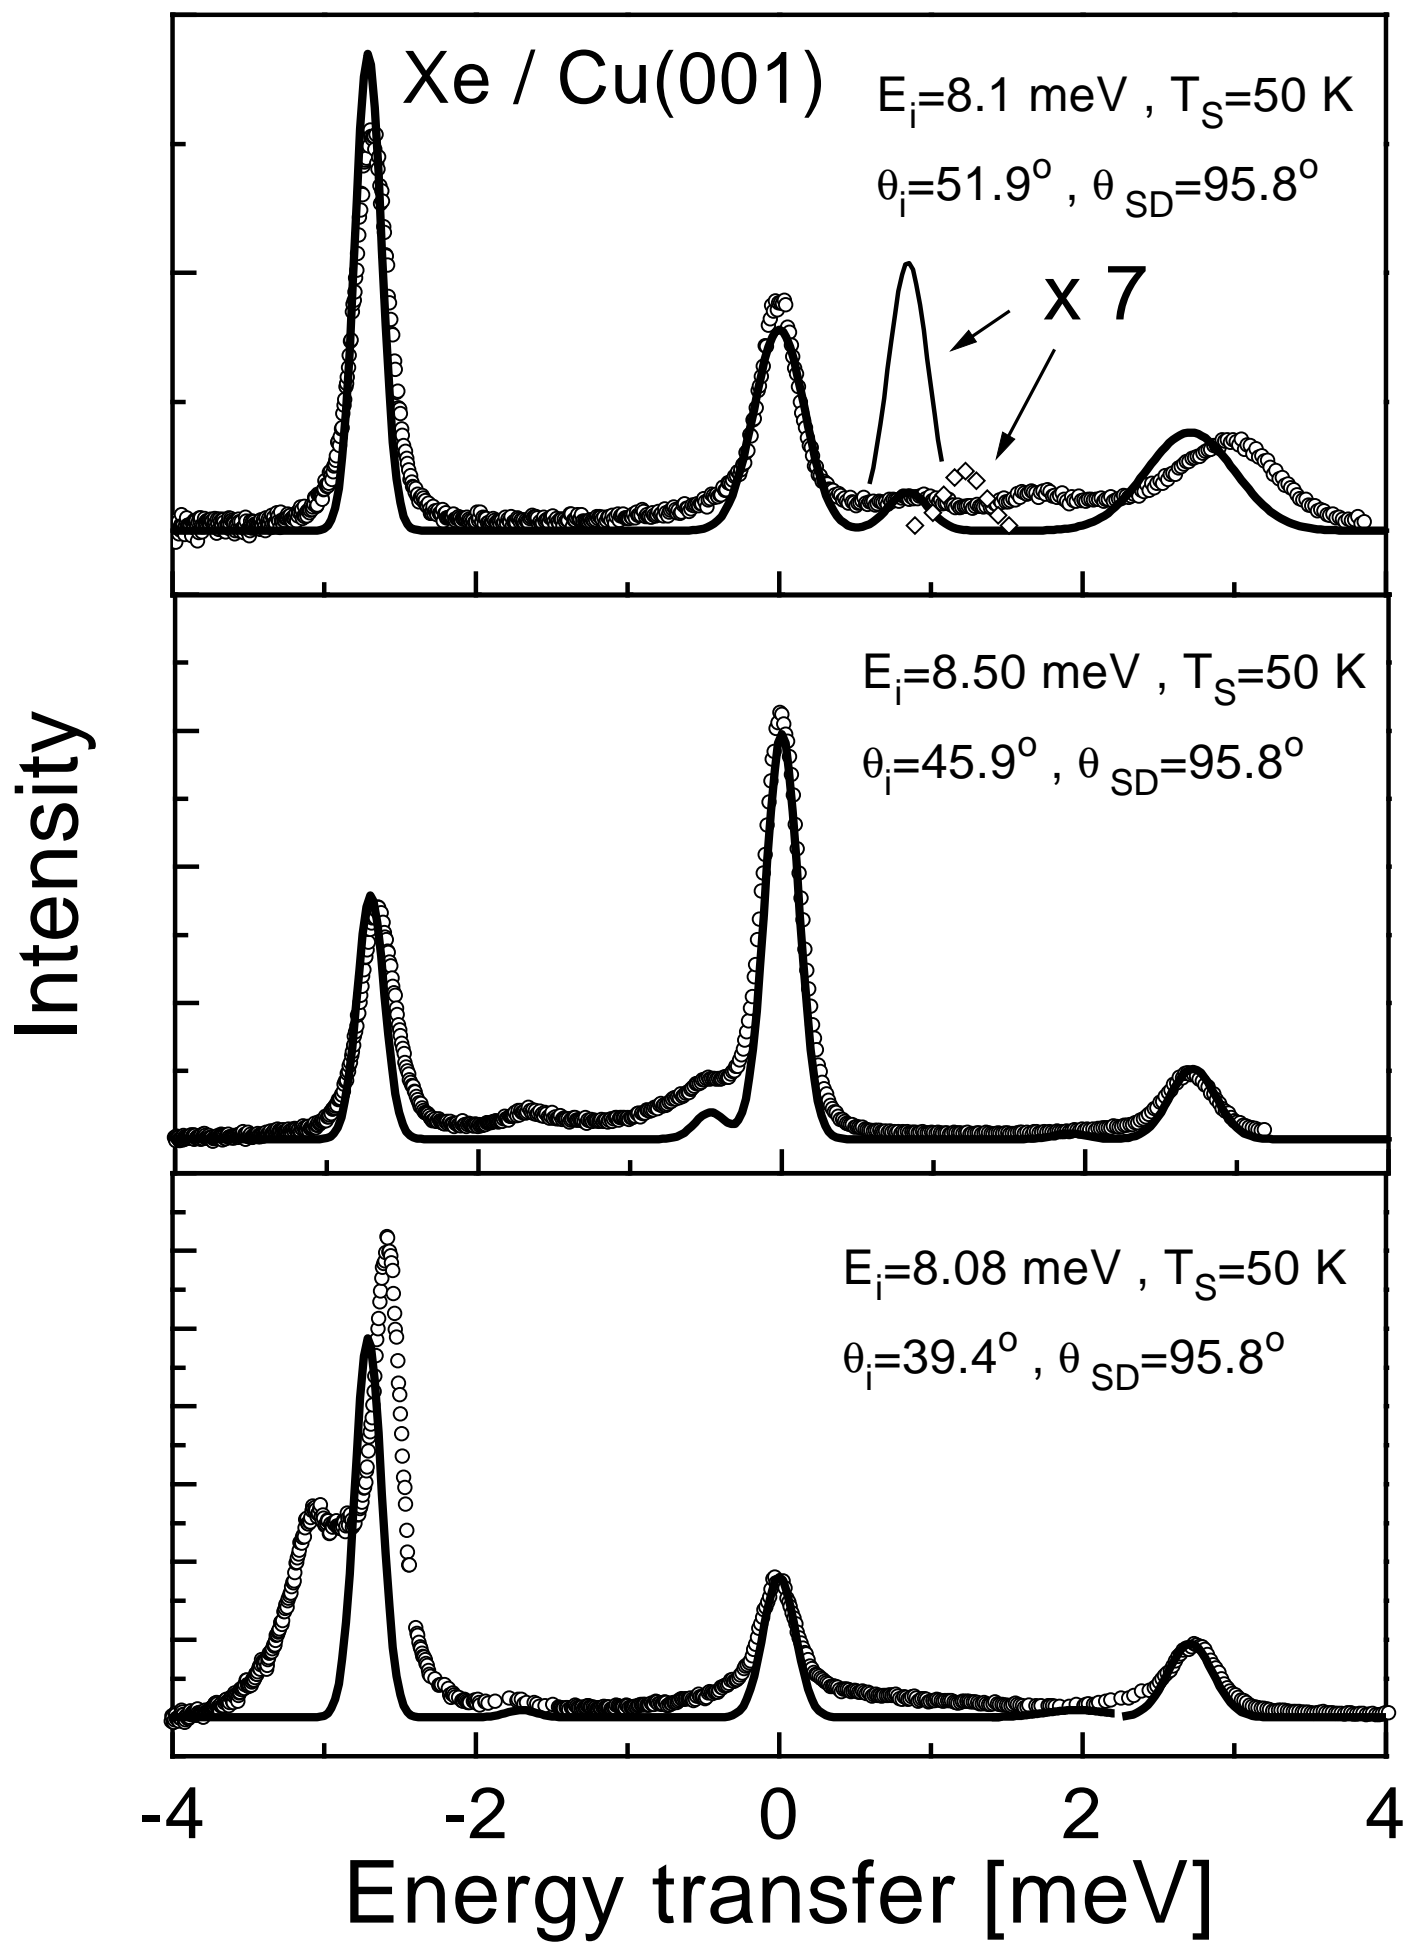 Xe / Cu(001)
E_i=8.1 meV , T_S=50 K
θ_i=51.9° , θ_SD=95.8°
x 7
E_i=8.50 meV , T_S=50 K
θ_i=45.9° , θ_SD=95.8°
Intensity
E_i=8.08 meV , T_S=50 K
θ_i=39.4° , θ_SD=95.8°
-4 -2 0 2 4
Energy transfer [meV]